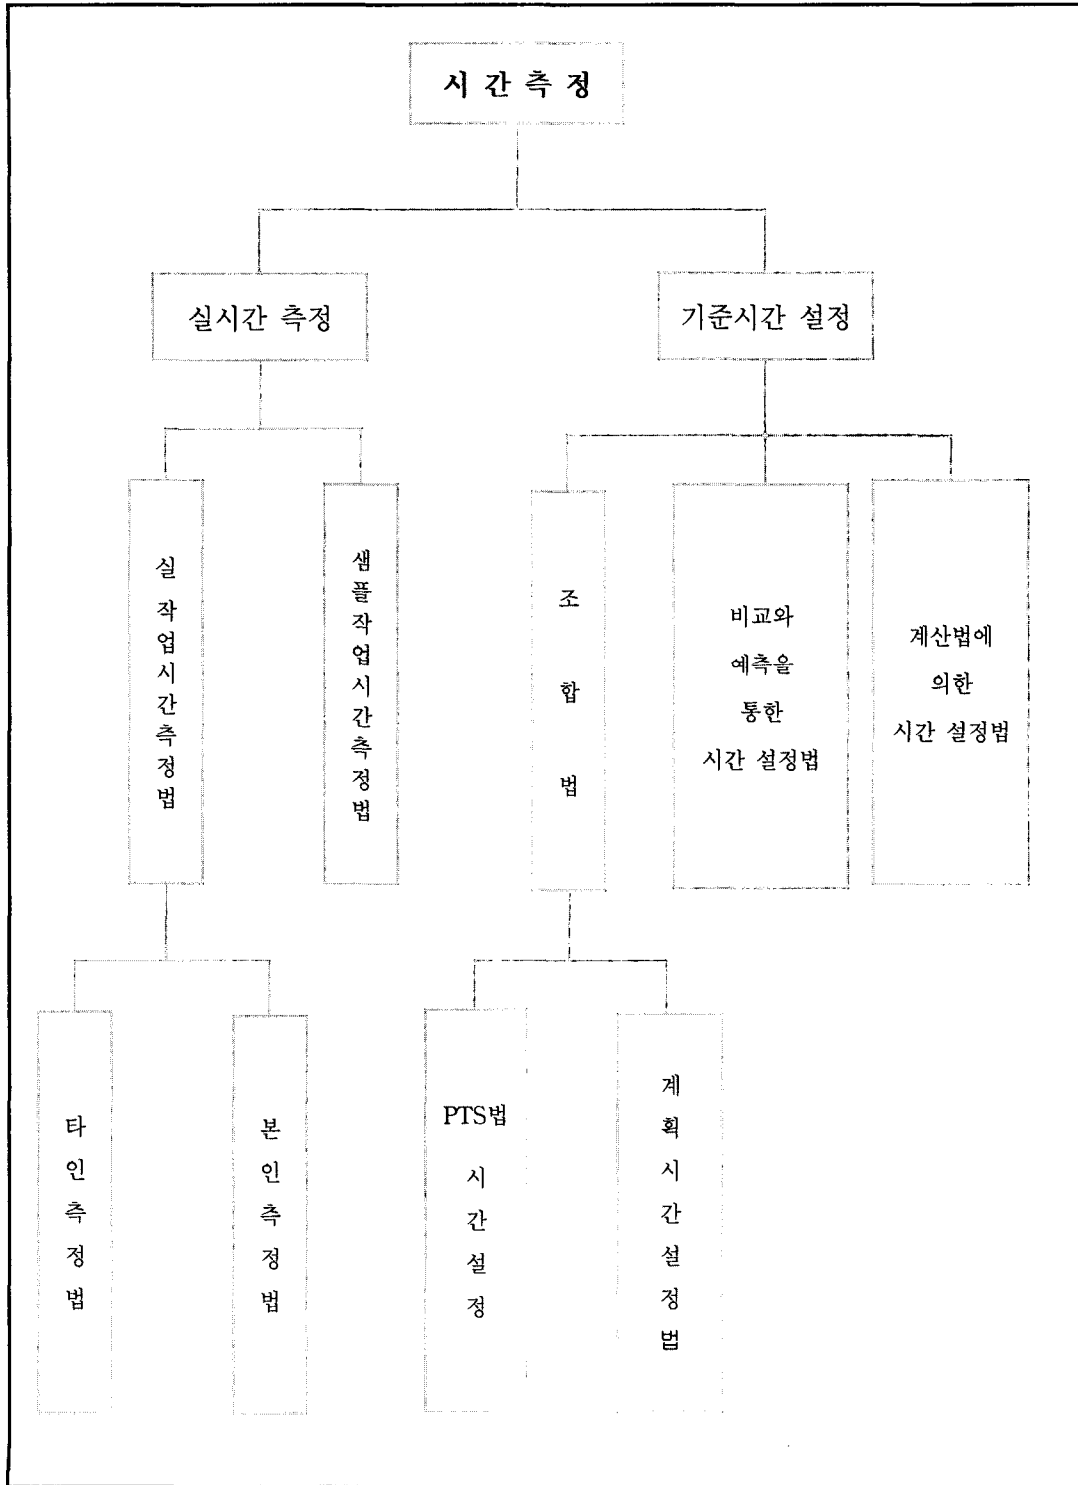 시 간 측 정
실시간 측정
기준시간 설정
실 작업시간측정법
샘플작업시간측정법
조합법
비교와
예측을
통한
시간 설정법
계산법에
의한
시간 설정법
타인측정법
본인측정법
PTS법
시간설정
계획시간설정법